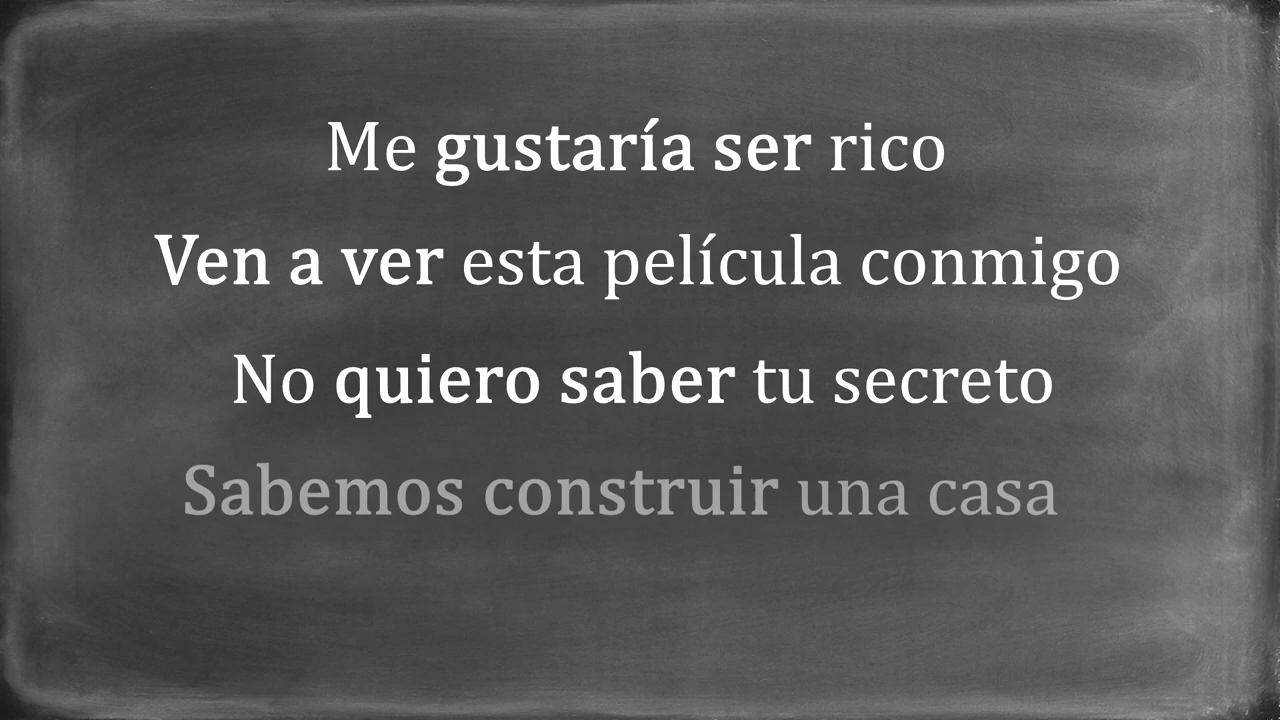 Me gustaría ser rico
Ven a ver esta película conmigo
No quiero saber tu secreto
Sabemos construir una casa